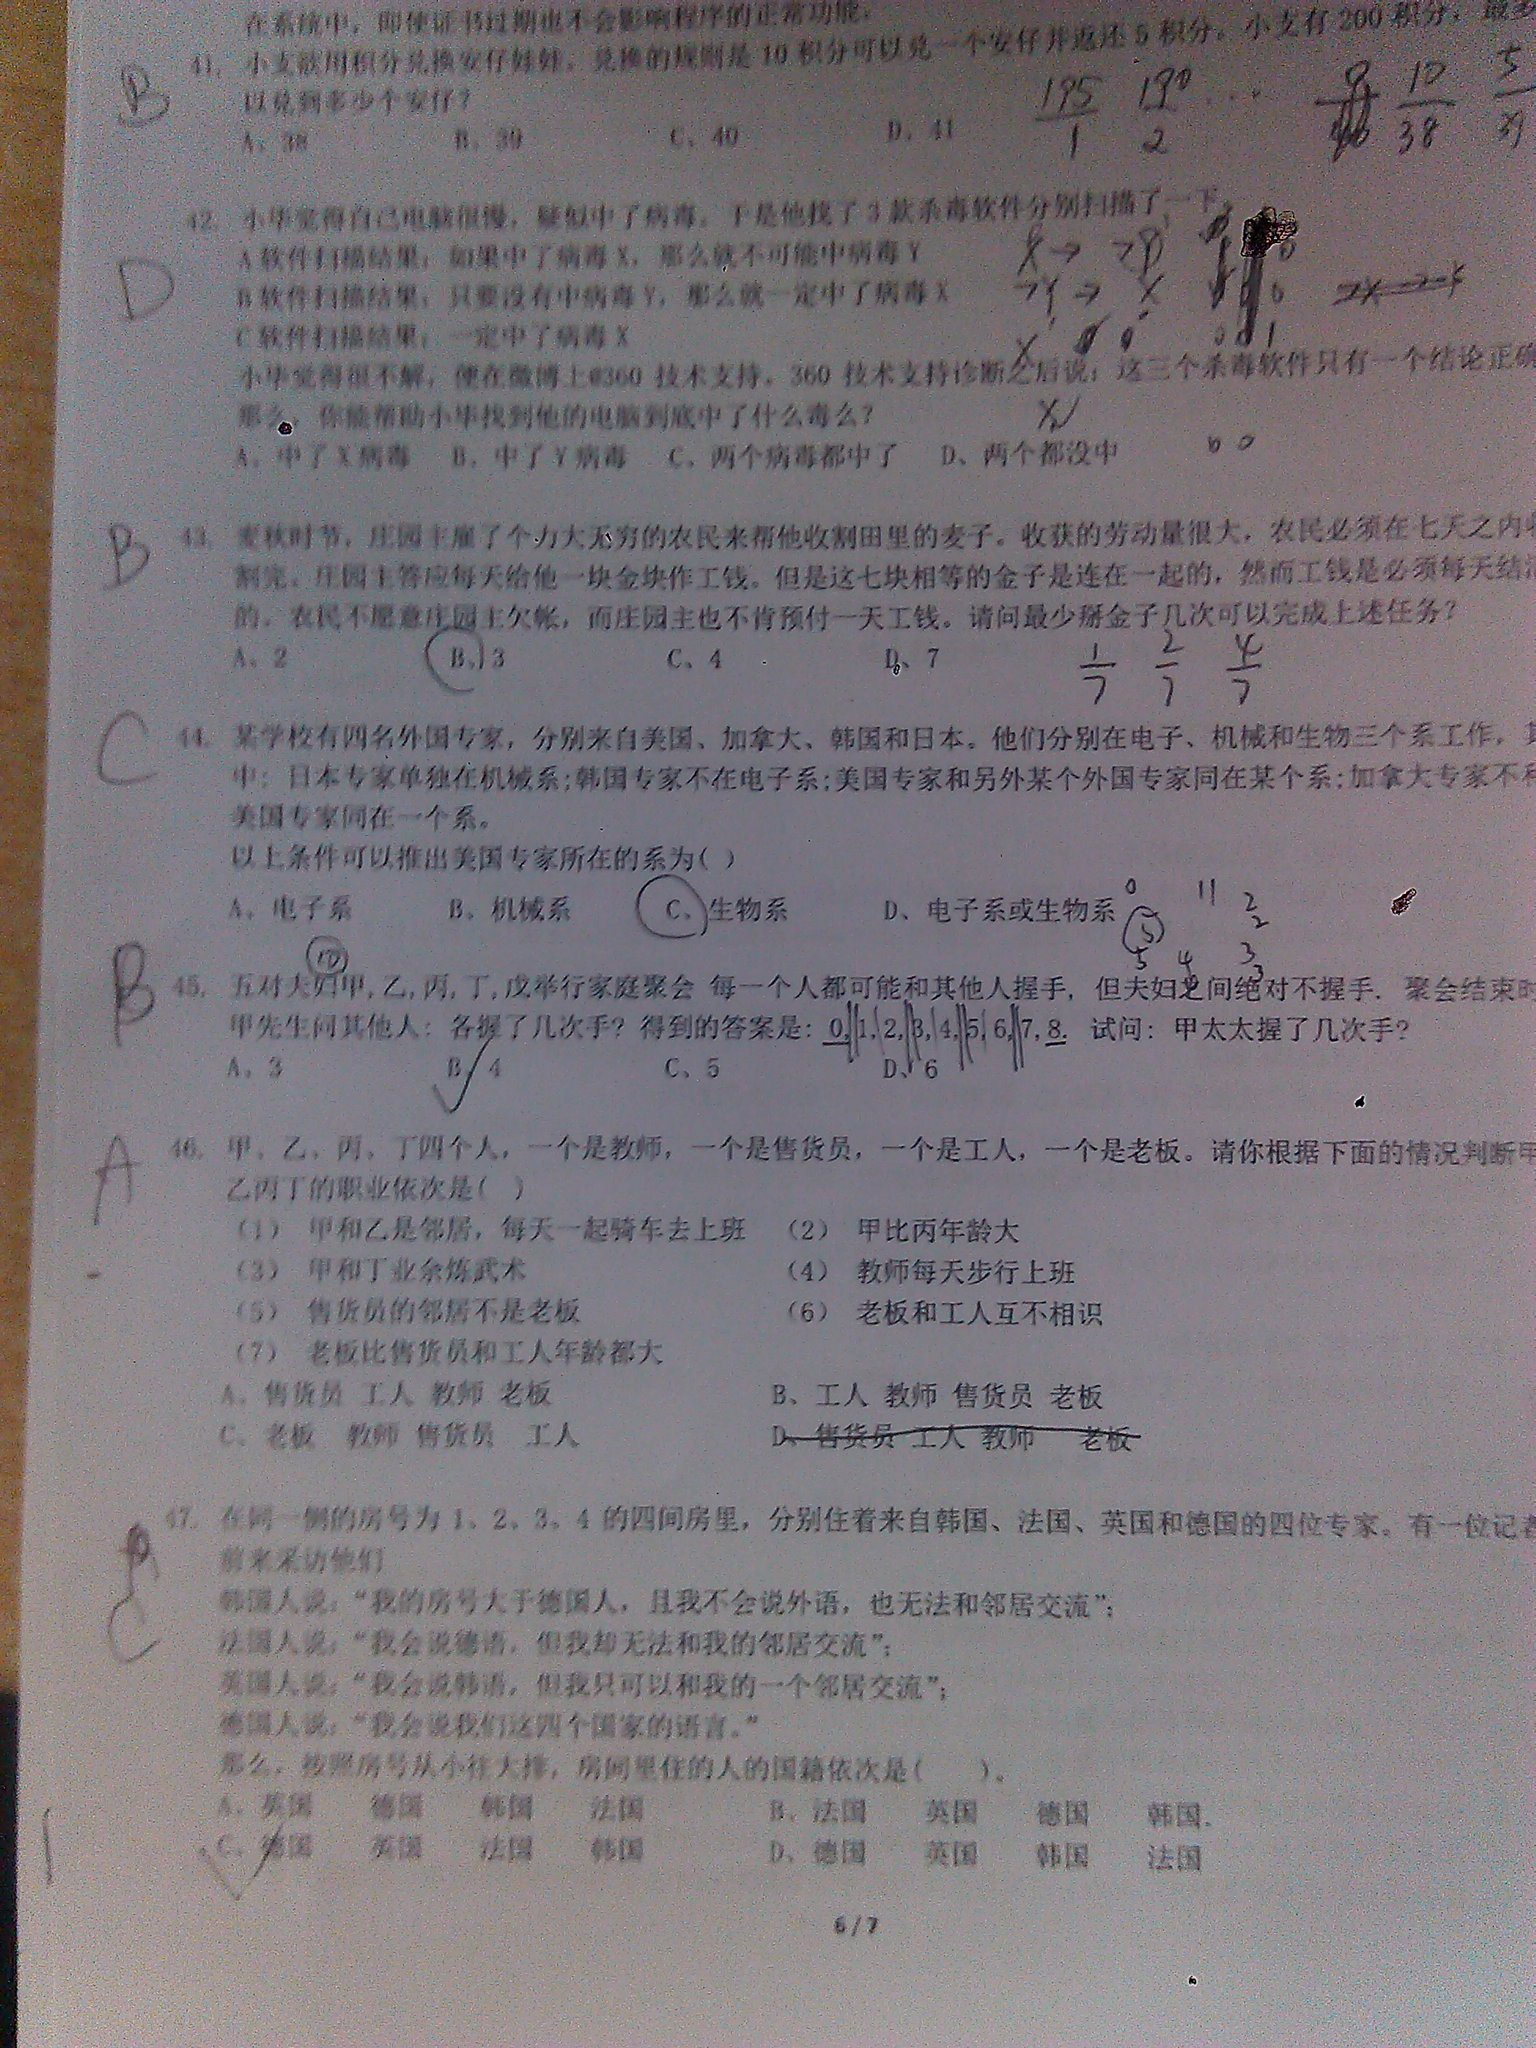 在系统中，即使证书过期也不会影响程序的正常功能。
41. 小支欲用积分兑换安仔娃娃。兑换的规则是 10 积分可以兑一个安仔并返还 5 积分。小支有 200 积分，最多
以兑到多少个安仔？
B
195 190 ... 10 5
1 2 38 39
A、38 B、39 C、40 D、41
42. 小毕觉得自己电脑很慢，疑似中了病毒。于是他找了 3 款杀毒软件分别扫描了一下。
A 软件扫描结果：如果中了病毒 X，那么就不可能中病毒 Y
D
B 软件扫描结果：只要没有中病毒 Y，那么就一定中了病毒 X
C 软件扫描结果：一定中了病毒 X
小毕觉得很不解，便在微博上@360 技术支持。360 技术支持诊断之后说：这三个杀毒软件只有一个结论正确
那么，你能帮助小毕找到他的电脑到底中了什么毒么？
A、中了 X 病毒 B、中了 Y 病毒 C、两个病毒都中了 D、两个都没中
0 0
B
43. 麦秋时节，庄园主雇了个力大无穷的农民来帮他收割田里的麦子。收获的劳动量很大，农民必须在七天之内
割完。庄园主答应每天给他一块金块作工钱。但是这七块相等的金子是连在一起的，然而工钱是必须每天结清
的。农民不愿意庄园主欠帐，而庄园主也不肯预付一天工钱。请问最少掰金子几次可以完成上述任务？
A、2 B、3 C、4 D、7
1/7 2/7 4/7
C
44. 某学校有四名外国专家，分别来自美国、加拿大、韩国和日本。他们分别在电子、机械和生物三个系工作，其
中：日本专家单独在机械系;韩国专家不在电子系;美国专家和另外某个外国专家同在某个系;加拿大专家不和
美国专家同在一个系。
以上条件可以推出美国专家所在的系为( )
A、电子系 B、机械系 C、生物系 D、电子系或生物系
B
45. 五对夫妇甲,乙,丙,丁,戊举行家庭聚会 每一个人都可能和其他人握手，但夫妇之间绝对不握手. 聚会结束时
甲先生问其他人：各握了几次手？得到的答案是：0,1,2,3,4,5,6,7,8. 试问：甲太太握了几次手？
A、3 B、4 C、5 D、6
A
46. 甲、乙、丙、丁四个人，一个是教师，一个是售货员，一个是工人，一个是老板。请你根据下面的情况判断甲
乙丙丁的职业依次是( )
（1） 甲和乙是邻居，每天一起骑车去上班 （2） 甲比丙年龄大
（3） 甲和丁业余炼武术 （4） 教师每天步行上班
（5） 售货员的邻居不是老板 （6） 老板和工人互不相识
（7） 老板比售货员和工人年龄都大
A、售货员 工人 教师 老板 B、工人 教师 售货员 老板
C、老板 教师 售货员 工人 D、售货员 工人 教师 老板
47. 在同一侧的房号为 1、2、3、4 的四间房里，分别住着来自韩国、法国、英国和德国的四位专家。有一位记者
前来采访他们
韩国人说：“我的房号大于德国人，且我不会说外语，也无法和邻居交流”；
C
法国人说：“我会说德语，但我却无法和我的邻居交流”；
英国人说：“我会说韩语，但我只可以和我的一个邻居交流”；
德国人说：“我会说我们这四个国家的语言。”
那么，按照房号从小往大排，房间里住的人的国籍依次是( )。
A、英国 德国 韩国 法国 B、法国 英国 德国 韩国.
C、德国 英国 法国 韩国 D、德国 英国 韩国 法国
6 / 7